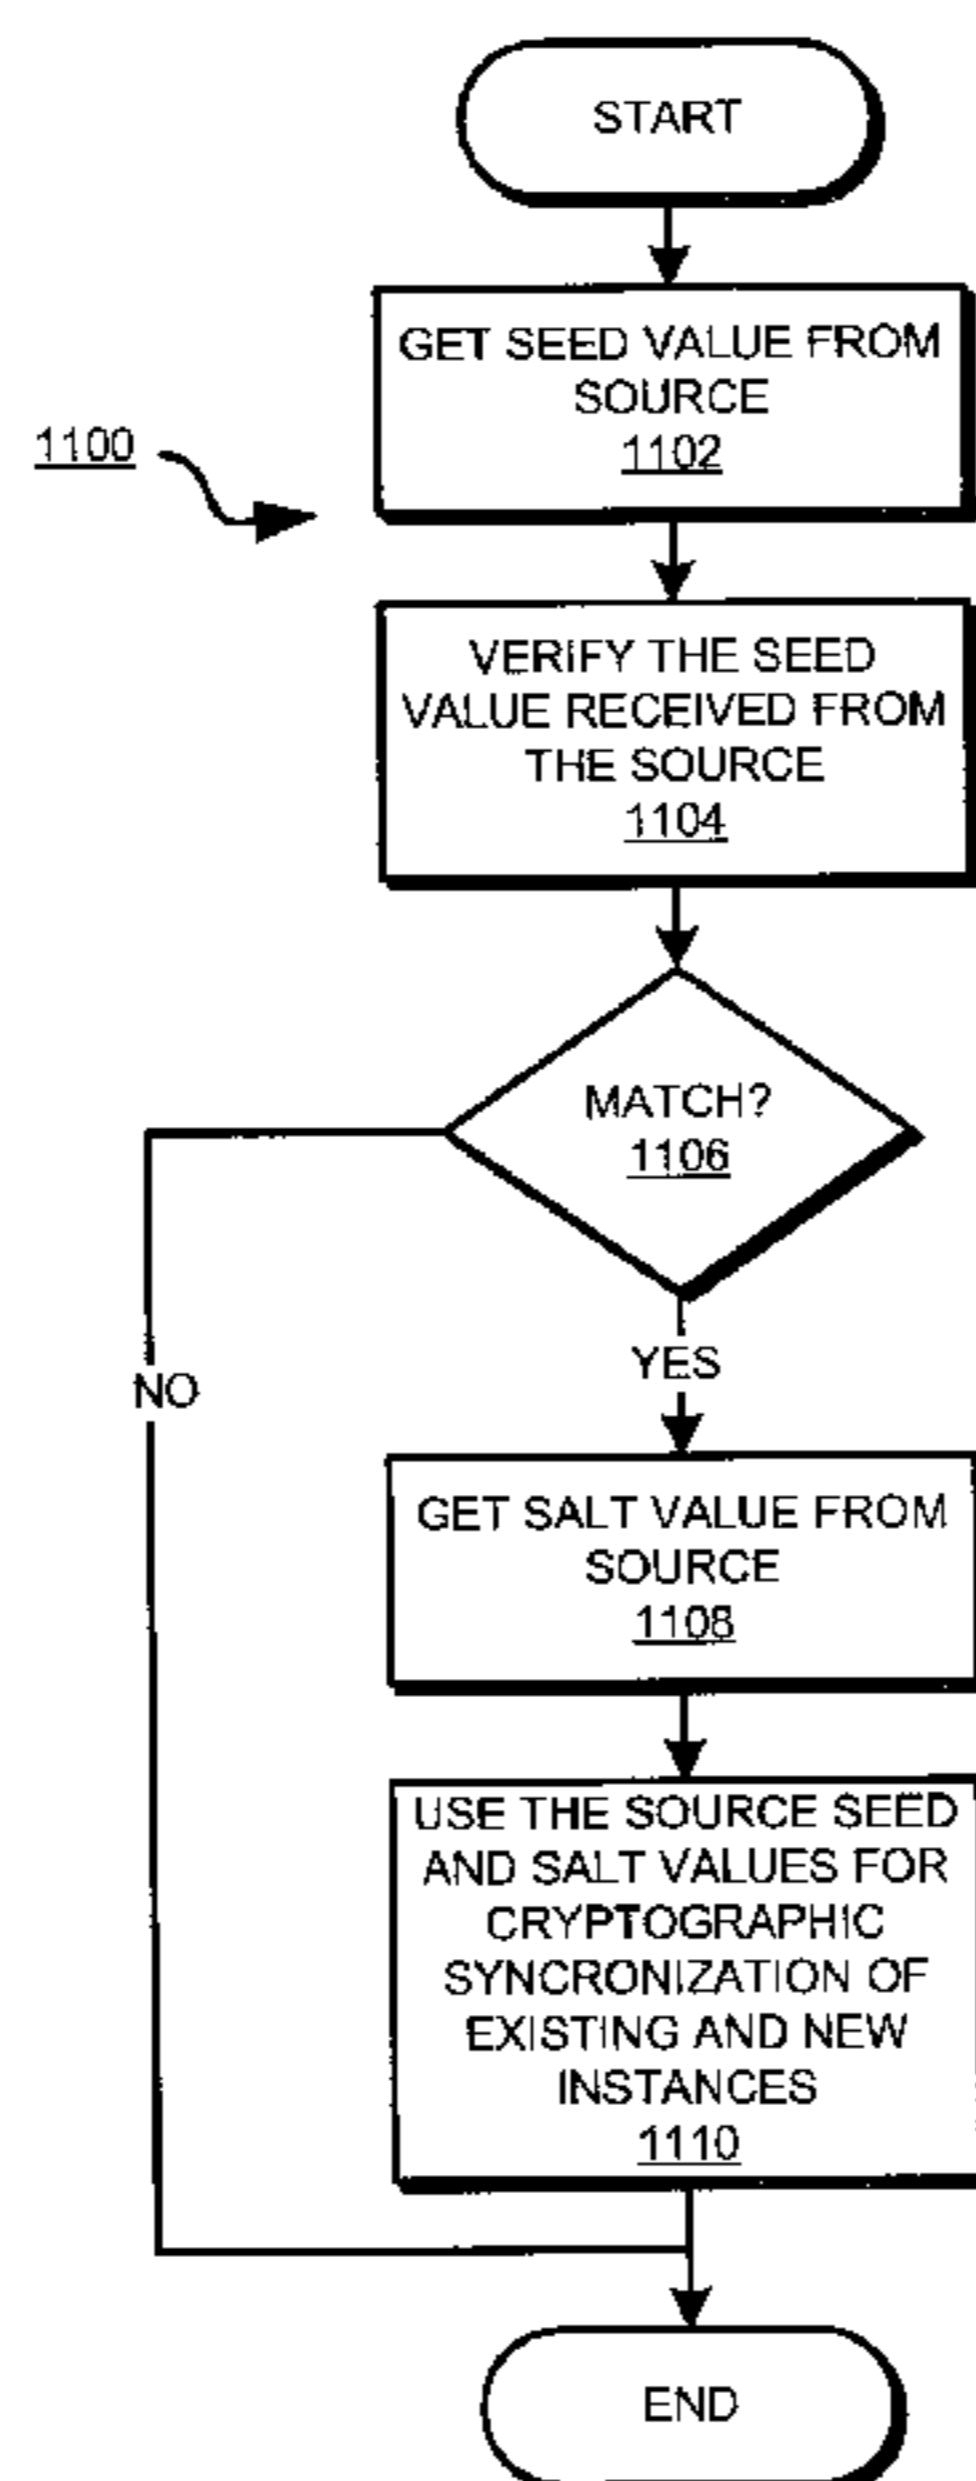 START
GET SEED VALUE FROM
SOURCE
1102
1100
VERIFY THE SEED
VALUE RECEIVED FROM
THE SOURCE
1104
MATCH?
1106
YES
NO
GET SALT VALUE FROM
SOURCE
1108
USE THE SOURCE SEED
AND SALT VALUES FOR
CRYPTOGRAPHIC
SYNCRONIZATION OF
EXISTING AND NEW
INSTANCES
1110
END